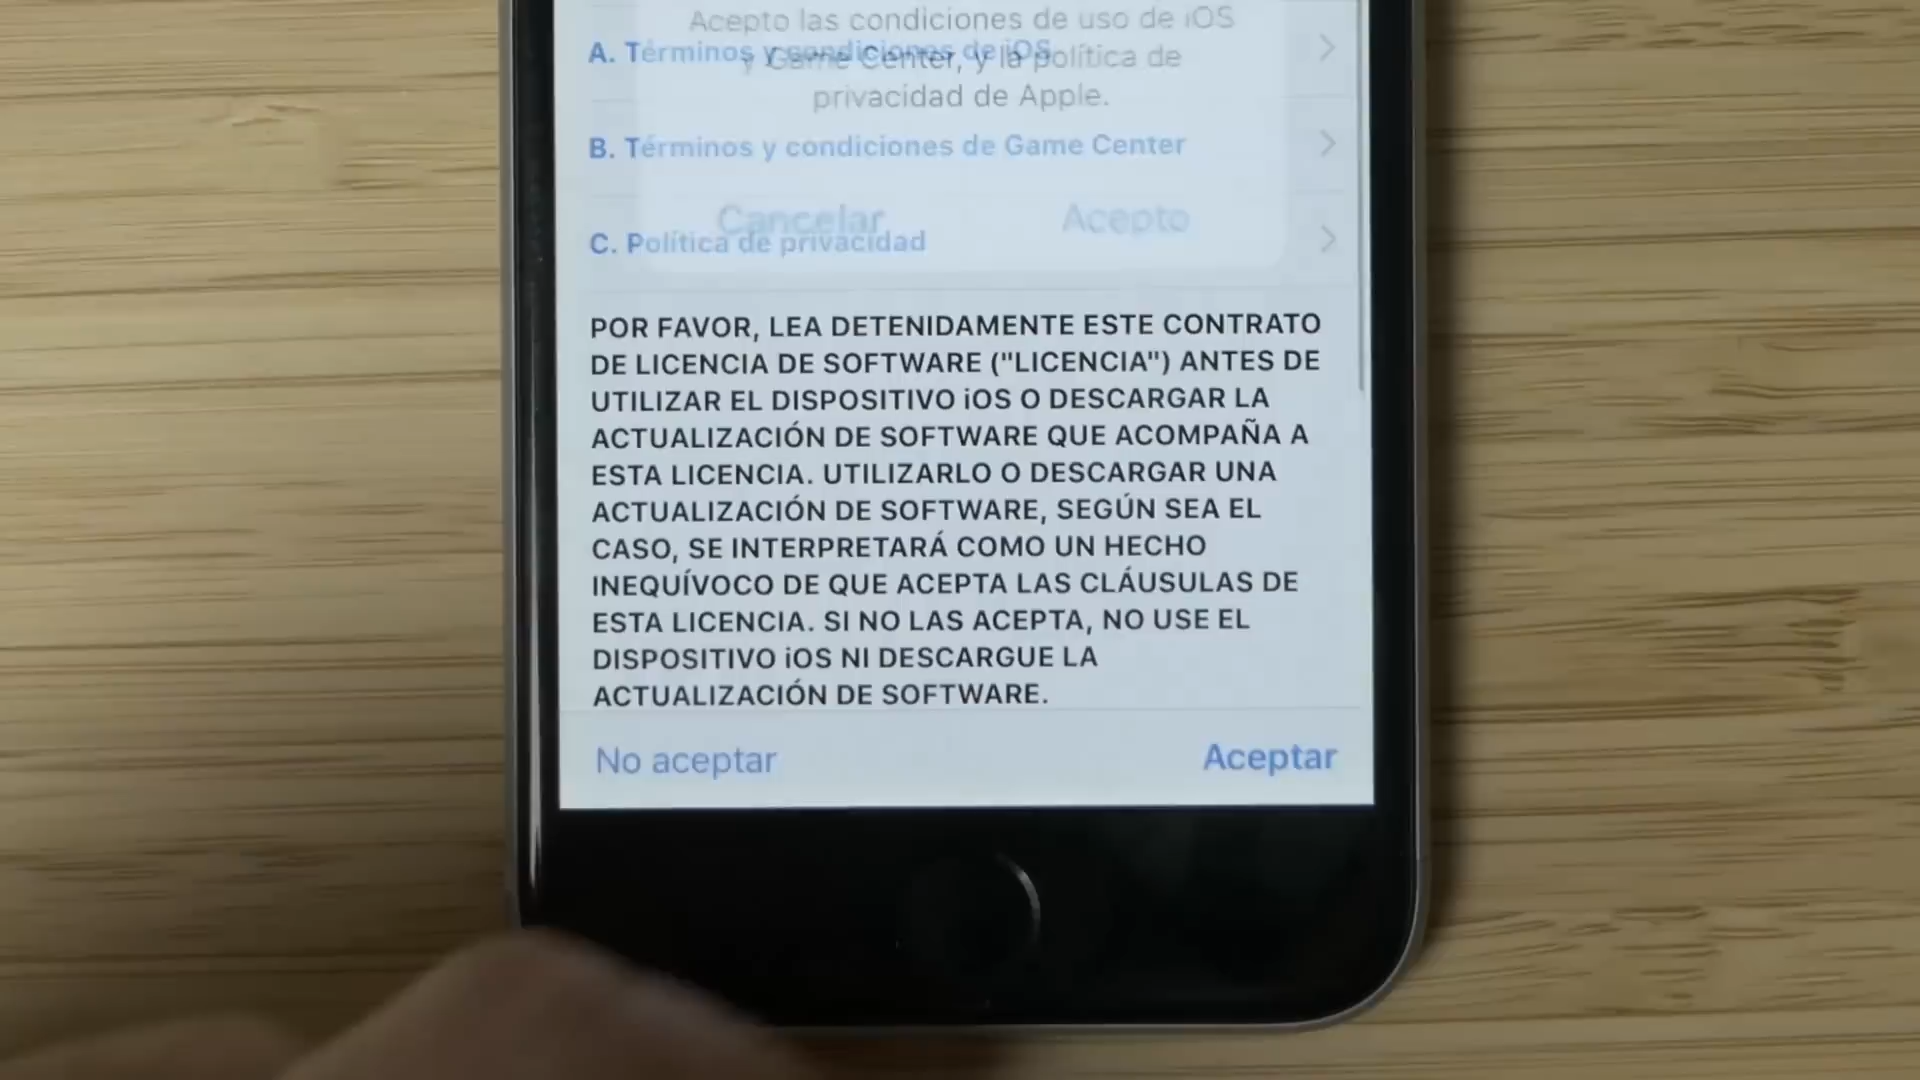 Acepto las condiciones de uso de iOS
y Game Center, y la política de
privacidad de Apple.
A. Términos y condiciones de iOS
B. Términos y condiciones de Game Center
Cancelar
Acepto
C. Política de privacidad
POR FAVOR, LEA DETENIDAMENTE ESTE CONTRATO
DE LICENCIA DE SOFTWARE ("LICENCIA") ANTES DE
UTILIZAR EL DISPOSITIVO iOS O DESCARGAR LA
ACTUALIZACIÓN DE SOFTWARE QUE ACOMPAÑA A
ESTA LICENCIA. UTILIZARLO O DESCARGAR UNA
ACTUALIZACIÓN DE SOFTWARE, SEGÚN SEA EL
CASO, SE INTERPRETARÁ COMO UN HECHO
INEQUÍVOCO DE QUE ACEPTA LAS CLÁUSULAS DE
ESTA LICENCIA. SI NO LAS ACEPTA, NO USE EL
DISPOSITIVO iOS NI DESCARGUE LA
ACTUALIZACIÓN DE SOFTWARE.
No aceptar
Aceptar